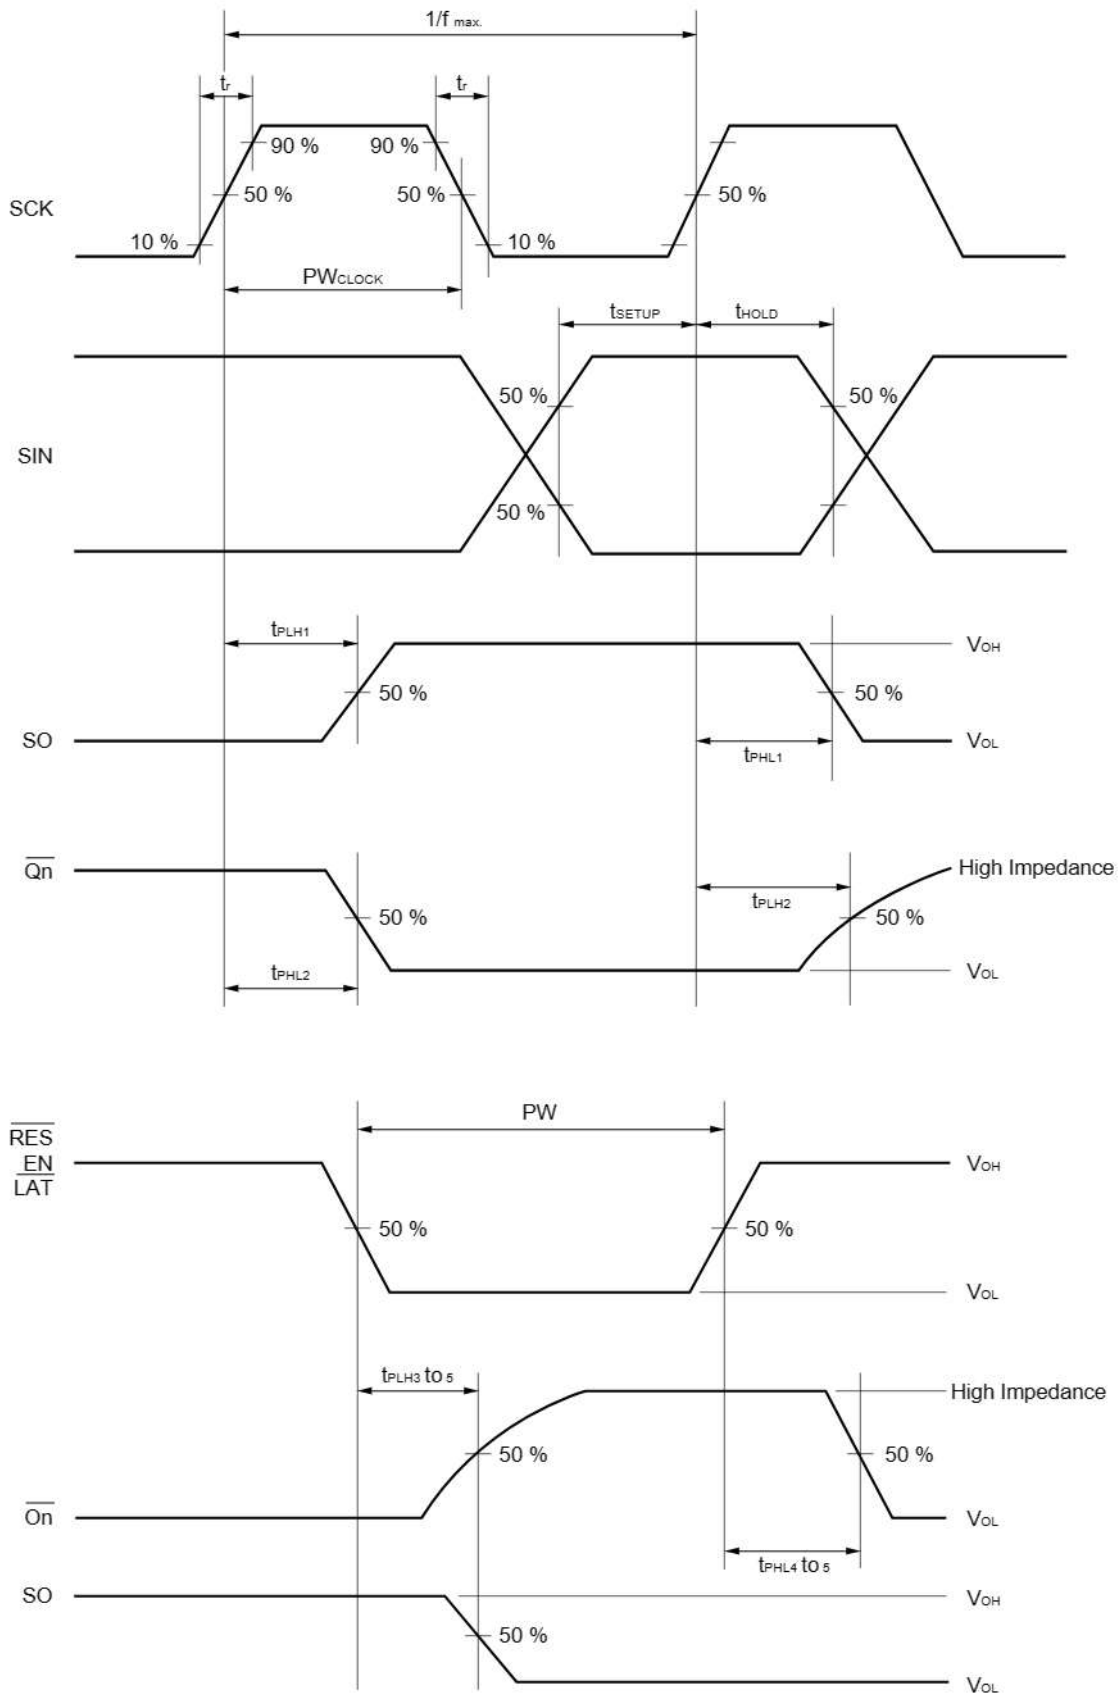 1/f max.
tr tr
90 % 90 %
SCK 50 % 50 % 50 %
10 % 10 %
PWCLOCK
tSETUP tHOLD
50 % 50 %
SIN
50 %
tPLH1 VOH
50 % 50 %
SO tPHL1 VOL
Qn High Impedance
tPLH2
50 % 50 %
tPHL2 VOL
PW
RES
EN VOH
LAT
50 % 50 %
VOL
tPLH3 to 5
High Impedance
50 % 50 %
On VOL
tPHL4 to 5
SO VOH
50 %
VOL